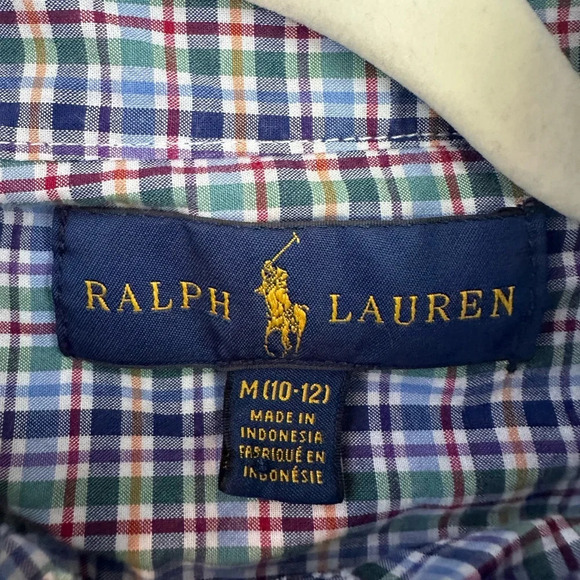 RALPH LAUREN
M(10-12)
MADE IN
INDONESIA
FABRIQUÉ EN
INDONÉSIE